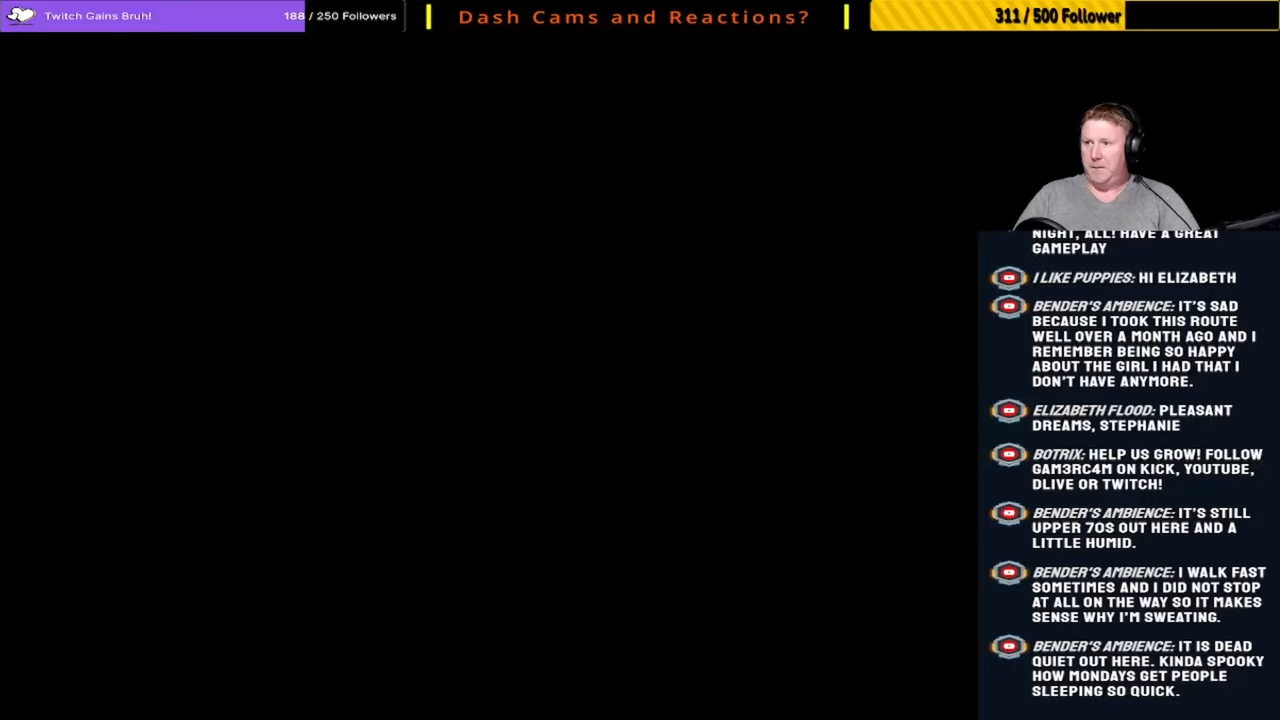 Twitch Gains Bruh!
188 / 250 Followers
Dash Cams and Reactions?
311 / 500 Follower
NIGHT, ALL! HAVE A GREAT
GAMEPLAY
I LIKE PUPPIES: HI ELIZABETH
BENDER'S AMBIENCE: IT'S SAD
BECAUSE I TOOK THIS ROUTE
WELL OVER A MONTH AGO AND I
REMEMBER BEING SO HAPPY
ABOUT THE GIRL I HAD THAT I
DON'T HAVE ANYMORE.
ELIZABETH FLOOD: PLEASANT
DREAMS, STEPHANIE
BOTRIX: HELP US GROW! FOLLOW
GAM3RC4M ON KICK, YOUTUBE,
DLIVE OR TWITCH!
BENDER'S AMBIENCE: IT'S STILL
UPPER 70S OUT HERE AND A
LITTLE HUMID.
BENDER'S AMBIENCE: I WALK FAST
SOMETIMES AND I DID NOT STOP
AT ALL ON THE WAY SO IT MAKES
SENSE WHY I'M SWEATING.
BENDER'S AMBIENCE: IT IS DEAD
QUIET OUT HERE. KINDA SPOOKY
HOW MONDAYS GET PEOPLE
SLEEPING SO QUICK.